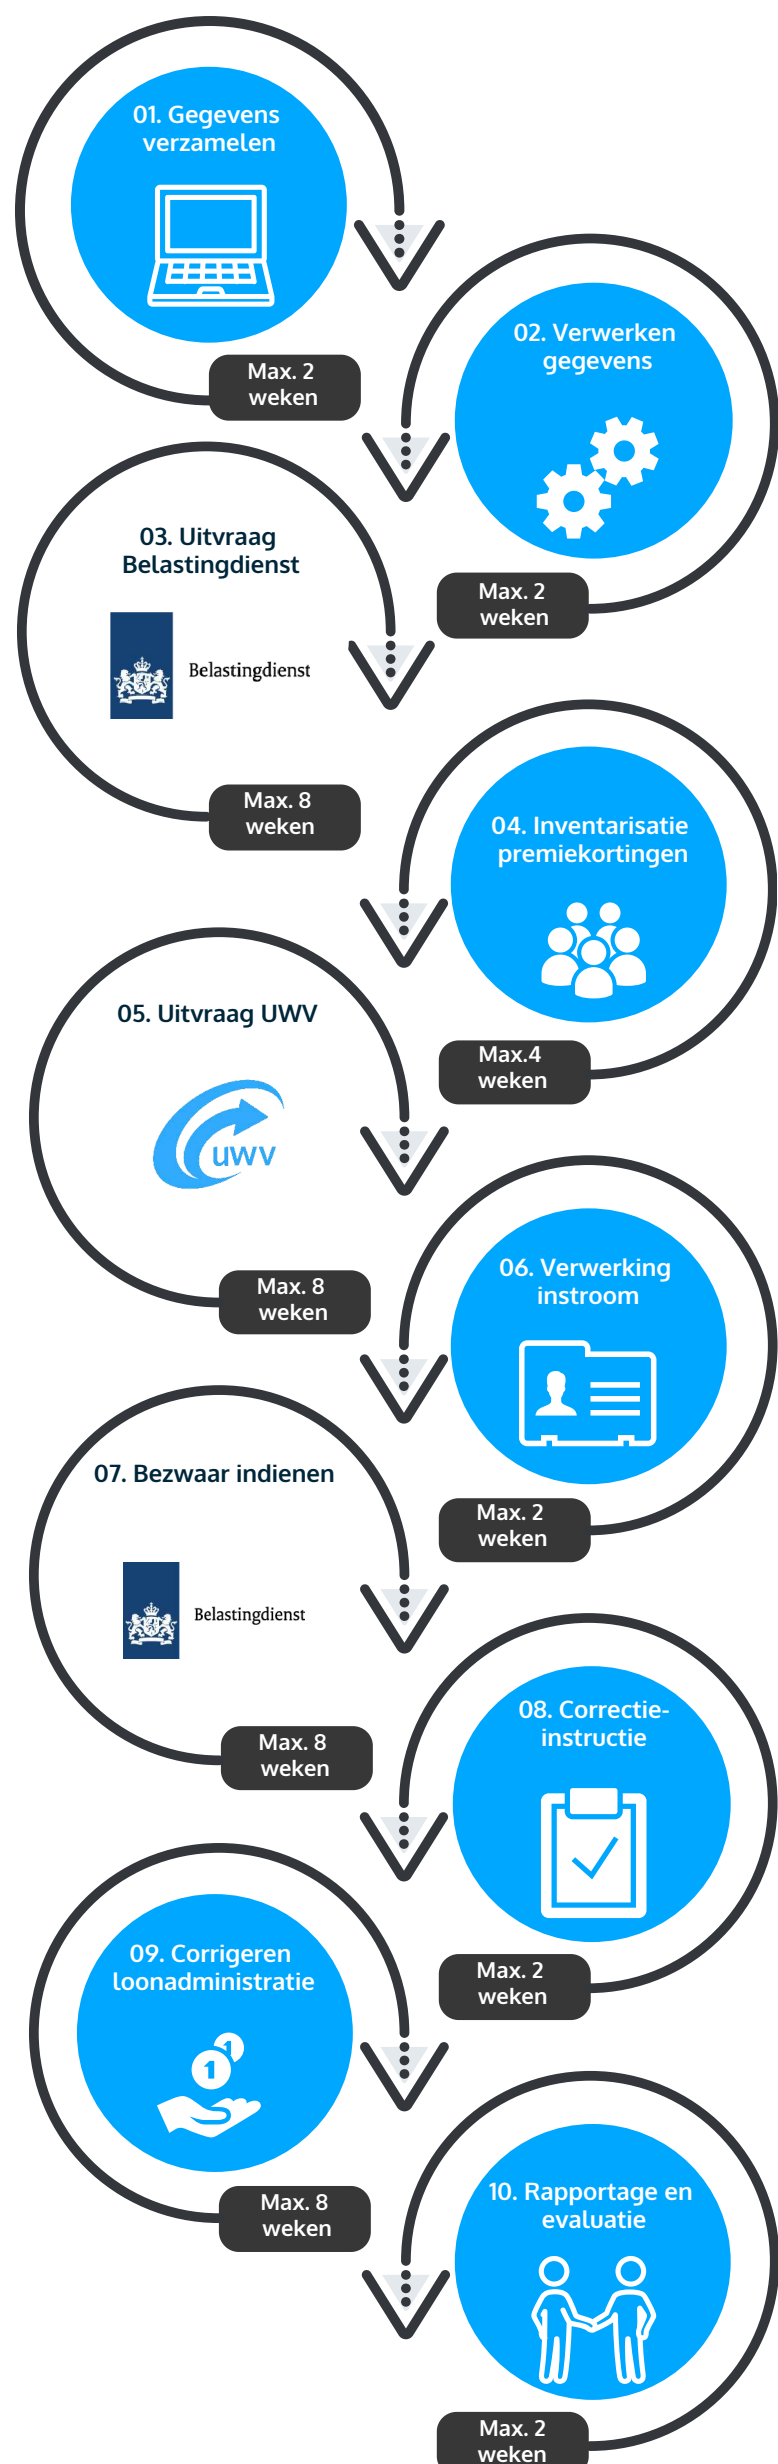 01. Gegevens
verzamelen
Max. 2
weken
02. Verwerken
gegevens
Max. 2
weken
03. Uitvraag
Belastingdienst
Belastingdienst
Max. 8
weken
04. Inventarisatie
premiekortingen
Max.4
weken
05. Uitvraag UWV
UWV
Max. 8
weken
06. Verwerking
instroom
Max. 2
weken
07. Bezwaar indienen
Belastingdienst
Max. 8
weken
08. Correctie-
instructie
Max. 2
weken
09. Corrigeren
loonadministratie
1
1
Max. 8
weken
10. Rapportage en
evaluatie
Max. 2
weken